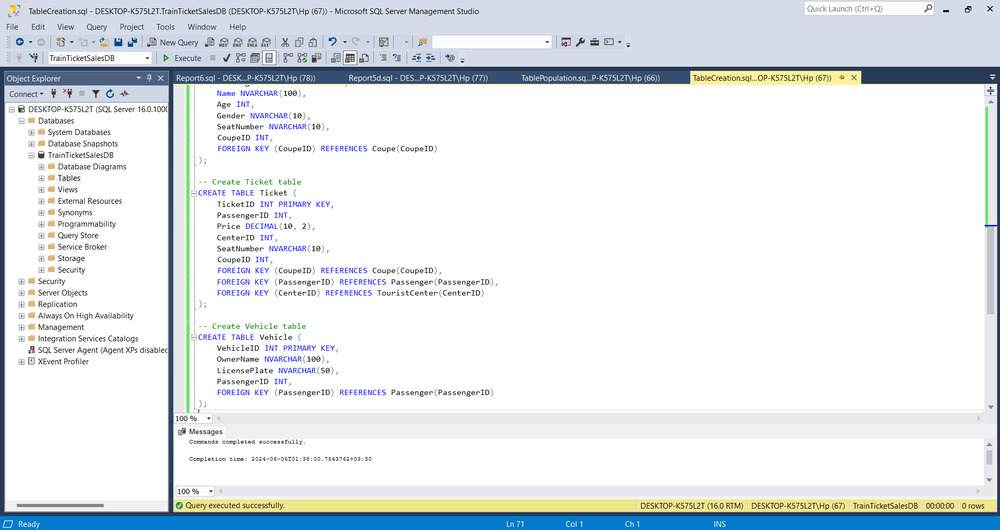 TableCreation.sql - DESKTOP-K575L2T.TrainTicketSalesDB (DESKTOP-K575L2T\Hp (67)) - Microsoft SQL Server Management Studio
Quick Launch (Ctrl+Q)
File Edit View Query Project Tools Window Help
New Query MDX DMX XMLA DAX
TrainTicketSalesDB Execute
Object Explorer
Connect
DESKTOP-K575L2T (SQL Server 16.0.1000
Databases
System Databases
Database Snapshots
TrainTicketSalesDB
Database Diagrams
Tables
Views
External Resources
Synonyms
Programmability
Query Store
Service Broker
Storage
Security
Security
Server Objects
Replication
Always On High Availability
Management
Integration Services Catalogs
SQL Server Agent (Agent XPs disabled
XEvent Profiler
Report6.sql - DESK...P-K575L2T\Hp (78))
Report5d.sql - DES...P-K575L2T\Hp (77))
TablePopulation.sq...P-K575L2T\Hp (66))
TableCreation.sql...OP-K575L2T\Hp (67))
Name NVARCHAR(100),
Age INT,
Gender NVARCHAR(10),
SeatNumber NVARCHAR(10),
CoupeID INT,
FOREIGN KEY (CoupeID) REFERENCES Coupe(CoupeID)
);
-- Create Ticket table
CREATE TABLE Ticket (
TicketID INT PRIMARY KEY,
PassengerID INT,
Price DECIMAL(10, 2),
CenterID INT,
SeatNumber NVARCHAR(10),
CoupeID INT,
FOREIGN KEY (CoupeID) REFERENCES Coupe(CoupeID),
FOREIGN KEY (PassengerID) REFERENCES Passenger(PassengerID),
FOREIGN KEY (CenterID) REFERENCES TouristCenter(CenterID)
);
-- Create Vehicle table
CREATE TABLE Vehicle (
VehicleID INT PRIMARY KEY,
OwnerName NVARCHAR(100),
LicensePlate NVARCHAR(50),
PassengerID INT,
FOREIGN KEY (PassengerID) REFERENCES Passenger(PassengerID)
);
100 %
Messages
Commands completed successfully.
Completion time: 2024-06-05T01:38:00.7543762+03:30
100 %
Query executed successfully.
DESKTOP-K575L2T (16.0 RTM) DESKTOP-K575L2T\Hp (67) TrainTicketSalesDB 00:00:00 0 rows
Ready Ln 71 Col 1 Ch 1 INS